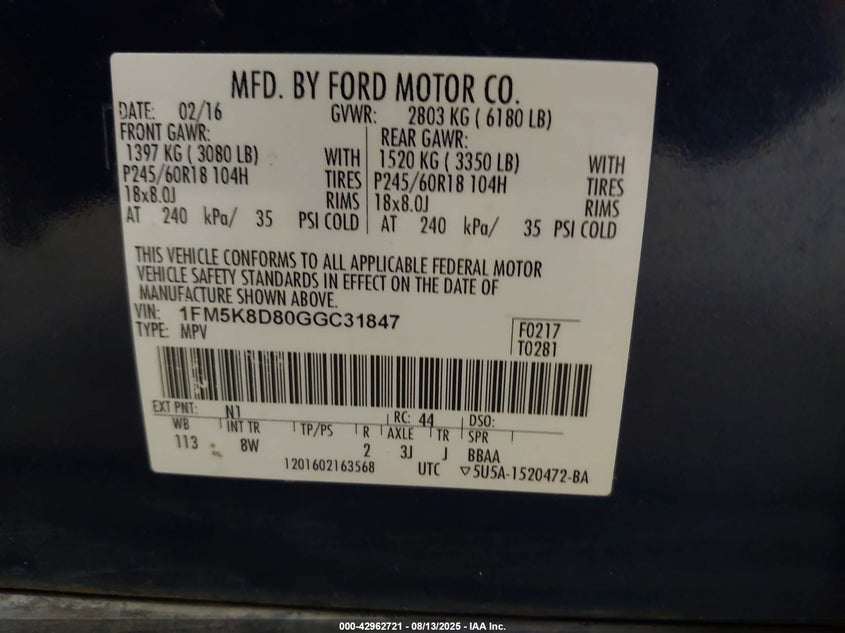 MFD. BY FORD MOTOR CO.
DATE: 02/16 GVWR: 2803 KG ( 6180 LB)
FRONT GAWR: REAR GAWR:
1397 KG ( 3080 LB) WITH 1520 KG ( 3350 LB) WITH
P245/60R18 104H TIRES P245/60R18 104H TIRES
18x8.0J RIMS 18x8.0J RIMS
AT 240 kPa/ 35 PSI COLD AT 240 kPa/ 35 PSI COLD
THIS VEHICLE CONFORMS TO ALL APPLICABLE FEDERAL MOTOR
VEHICLE SAFETY STANDARDS IN EFFECT ON THE DATE OF
MANUFACTURE SHOWN ABOVE.
VIN: 1FM5K8D80GGC31847
TYPE: MPV
F0217
T0281
EXT PNT: N1 RC: 44 DSO:
WB INT TR TP/PS R AXLE TR SPR
113 8W 2 3J J BBAA
1201602163568 UTC ▽5U5A-1520472-BA
000-42962721 - 08/13/2025 - IAA Inc.